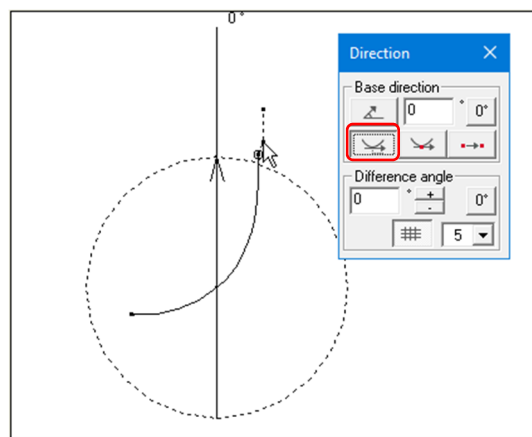 0°
Direction
Base direction
0 ° 0°
Difference angle
0 ° + - 0°
5